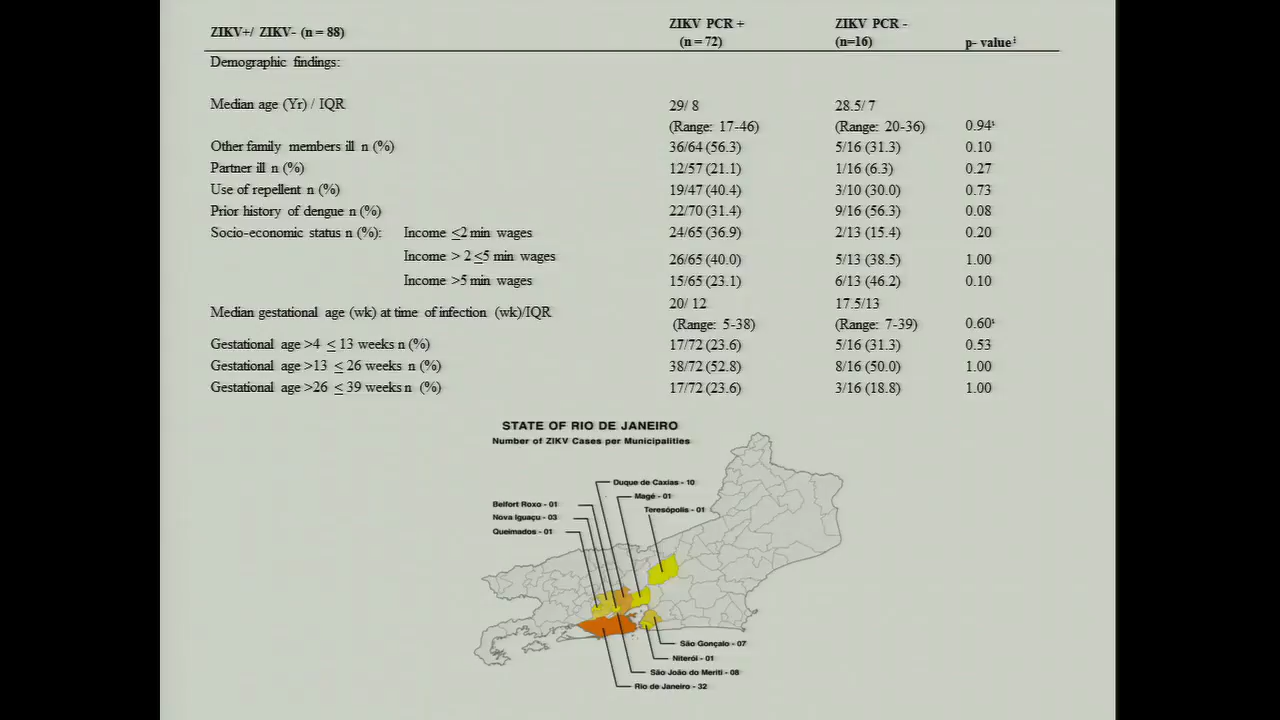 ZIKV+/ ZIKV- (n = 88) ZIKV PCR + (n = 72) ZIKV PCR - (n=16) p- value‡
Demographic findings:
Median age (Yr) / IQR 29/ 8 28.5/ 7
(Range: 17-46) (Range: 20-36) 0.94ˢ
Other family members ill n (%) 36/64 (56.3) 5/16 (31.3) 0.10
Partner ill n (%) 12/57 (21.1) 1/16 (6.3) 0.27
Use of repellent n (%) 19/47 (40.4) 3/10 (30.0) 0.73
Prior history of dengue n (%) 22/70 (31.4) 9/16 (56.3) 0.08
Socio-economic status n (%): Income ≤2 min wages 24/65 (36.9) 2/13 (15.4) 0.20
Income > 2 ≤5 min wages 26/65 (40.0) 5/13 (38.5) 1.00
Income >5 min wages 15/65 (23.1) 6/13 (46.2) 0.10
Median gestational age (wk) at time of infection (wk)/IQR 20/ 12 17.5/13
(Range: 5-38) (Range: 7-39) 0.60ˢ
Gestational age >4 ≤ 13 weeks n (%) 17/72 (23.6) 5/16 (31.3) 0.53
Gestational age >13 ≤ 26 weeks n (%) 38/72 (52.8) 8/16 (50.0) 1.00
Gestational age >26 ≤ 39 weeks n (%) 17/72 (23.6) 3/16 (18.8) 1.00
STATE OF RIO DE JANEIRO
Number of ZIKV Cases per Municipalities
Duque de Caxias - 10
Magé - 01
Teresópolis - 01
Belfort Roxo - 01
Nova Iguaçu - 03
Queimados - 01
São Gonçalo - 07
Niterói - 01
São João do Meriti - 08
Rio de Janeiro - 32